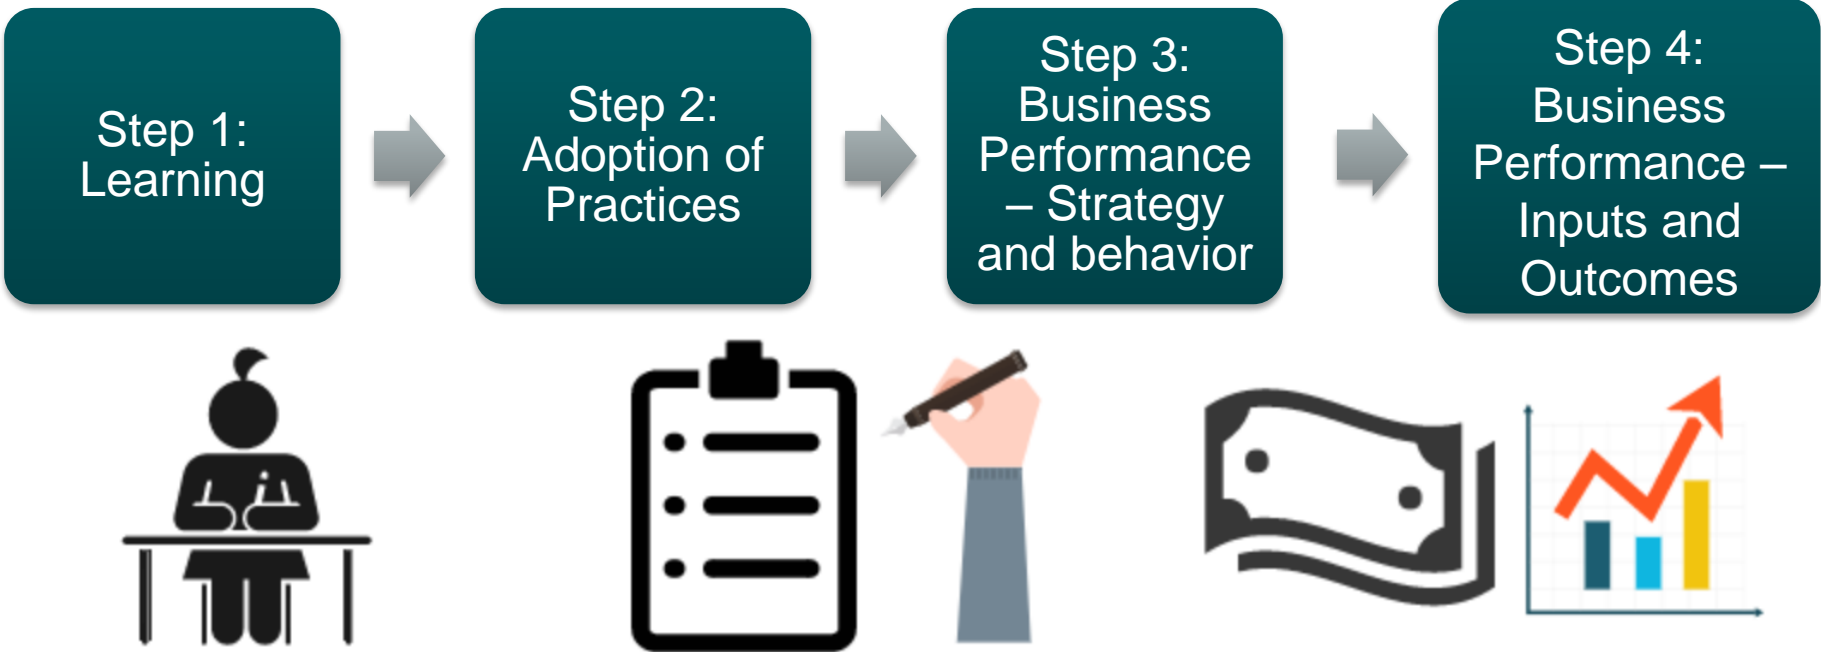 Step 1:
Learning
Step 2:
Adoption of
Practices
Step 3:
Business
Performance
– Strategy
and behavior
Step 4:
Business
Performance –
Inputs and
Outcomes